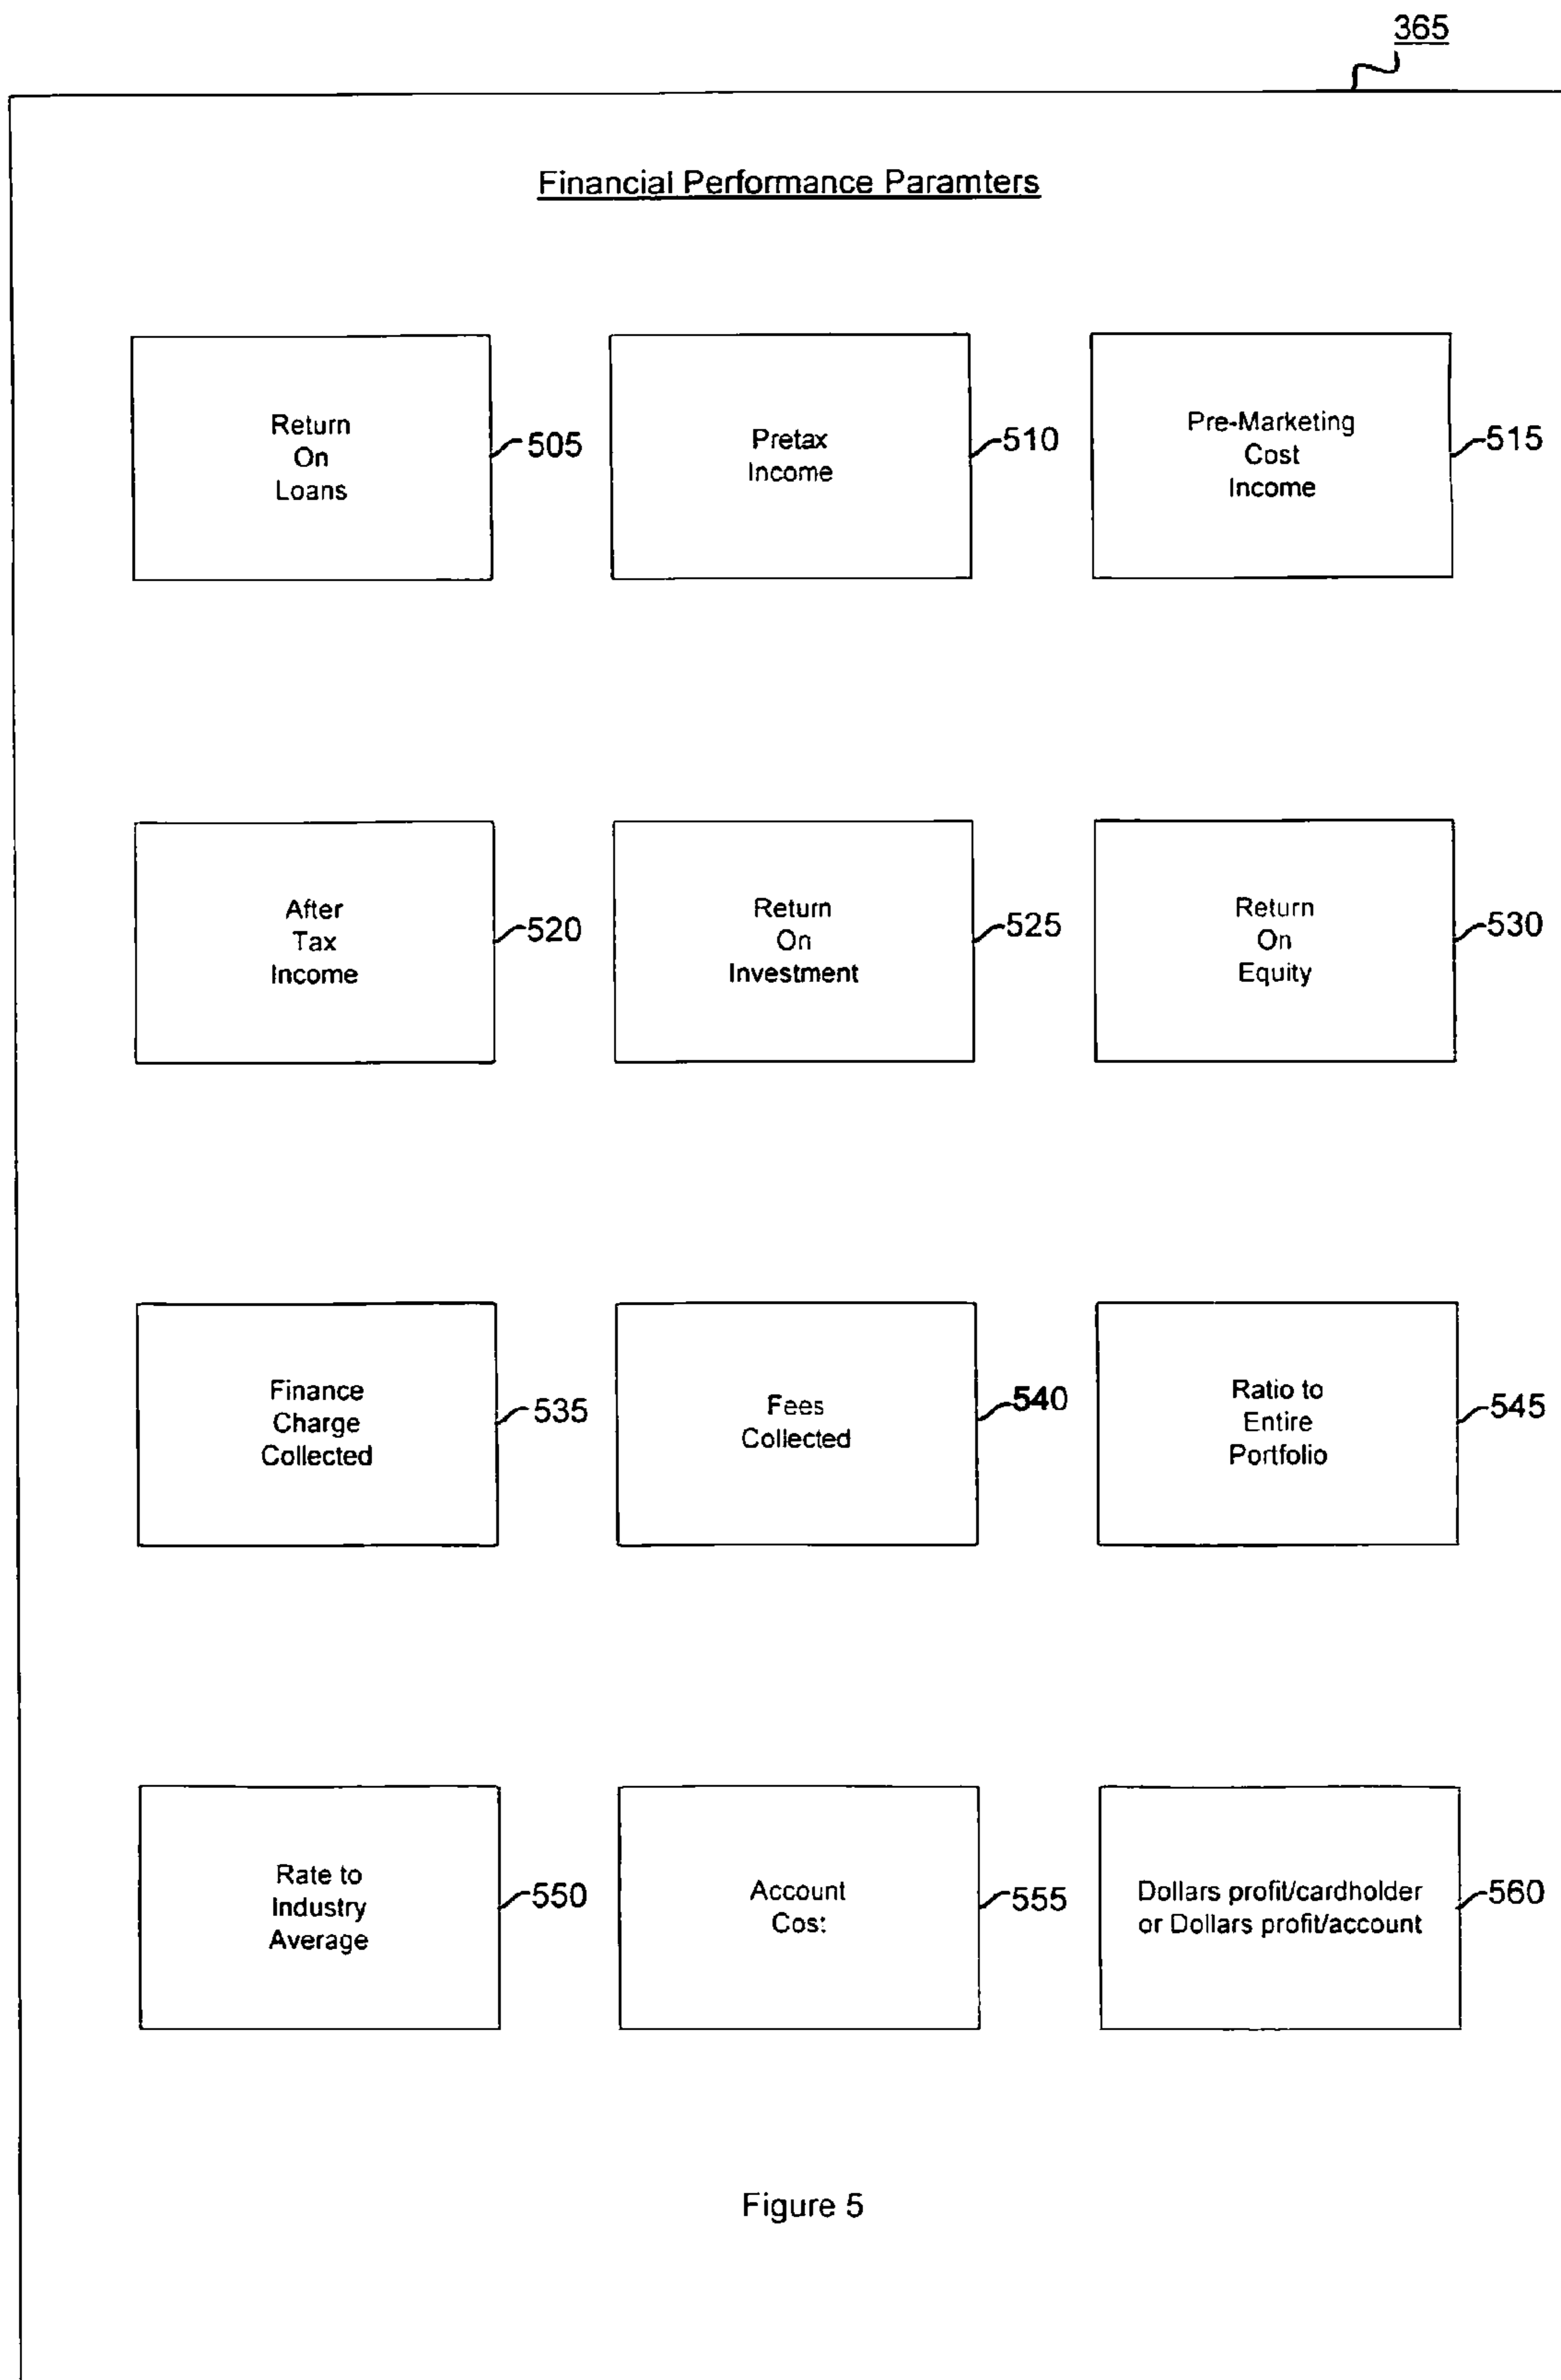 365
Financial Performance Paramters
Return
On
Loans
505
Pretax
Income
510
Pre-Marketing
Cost
Income
515
After
Tax
Income
520
Return
On
Investment
525
Return
On
Equity
530
Finance
Charge
Collected
535
Fees
Collected
540
Ratio to
Entire
Portfolio
545
Rate to
Industry
Average
550
Account
Cost
555
Dollars profit/cardholder
or Dollars profit/account
560
Figure 5